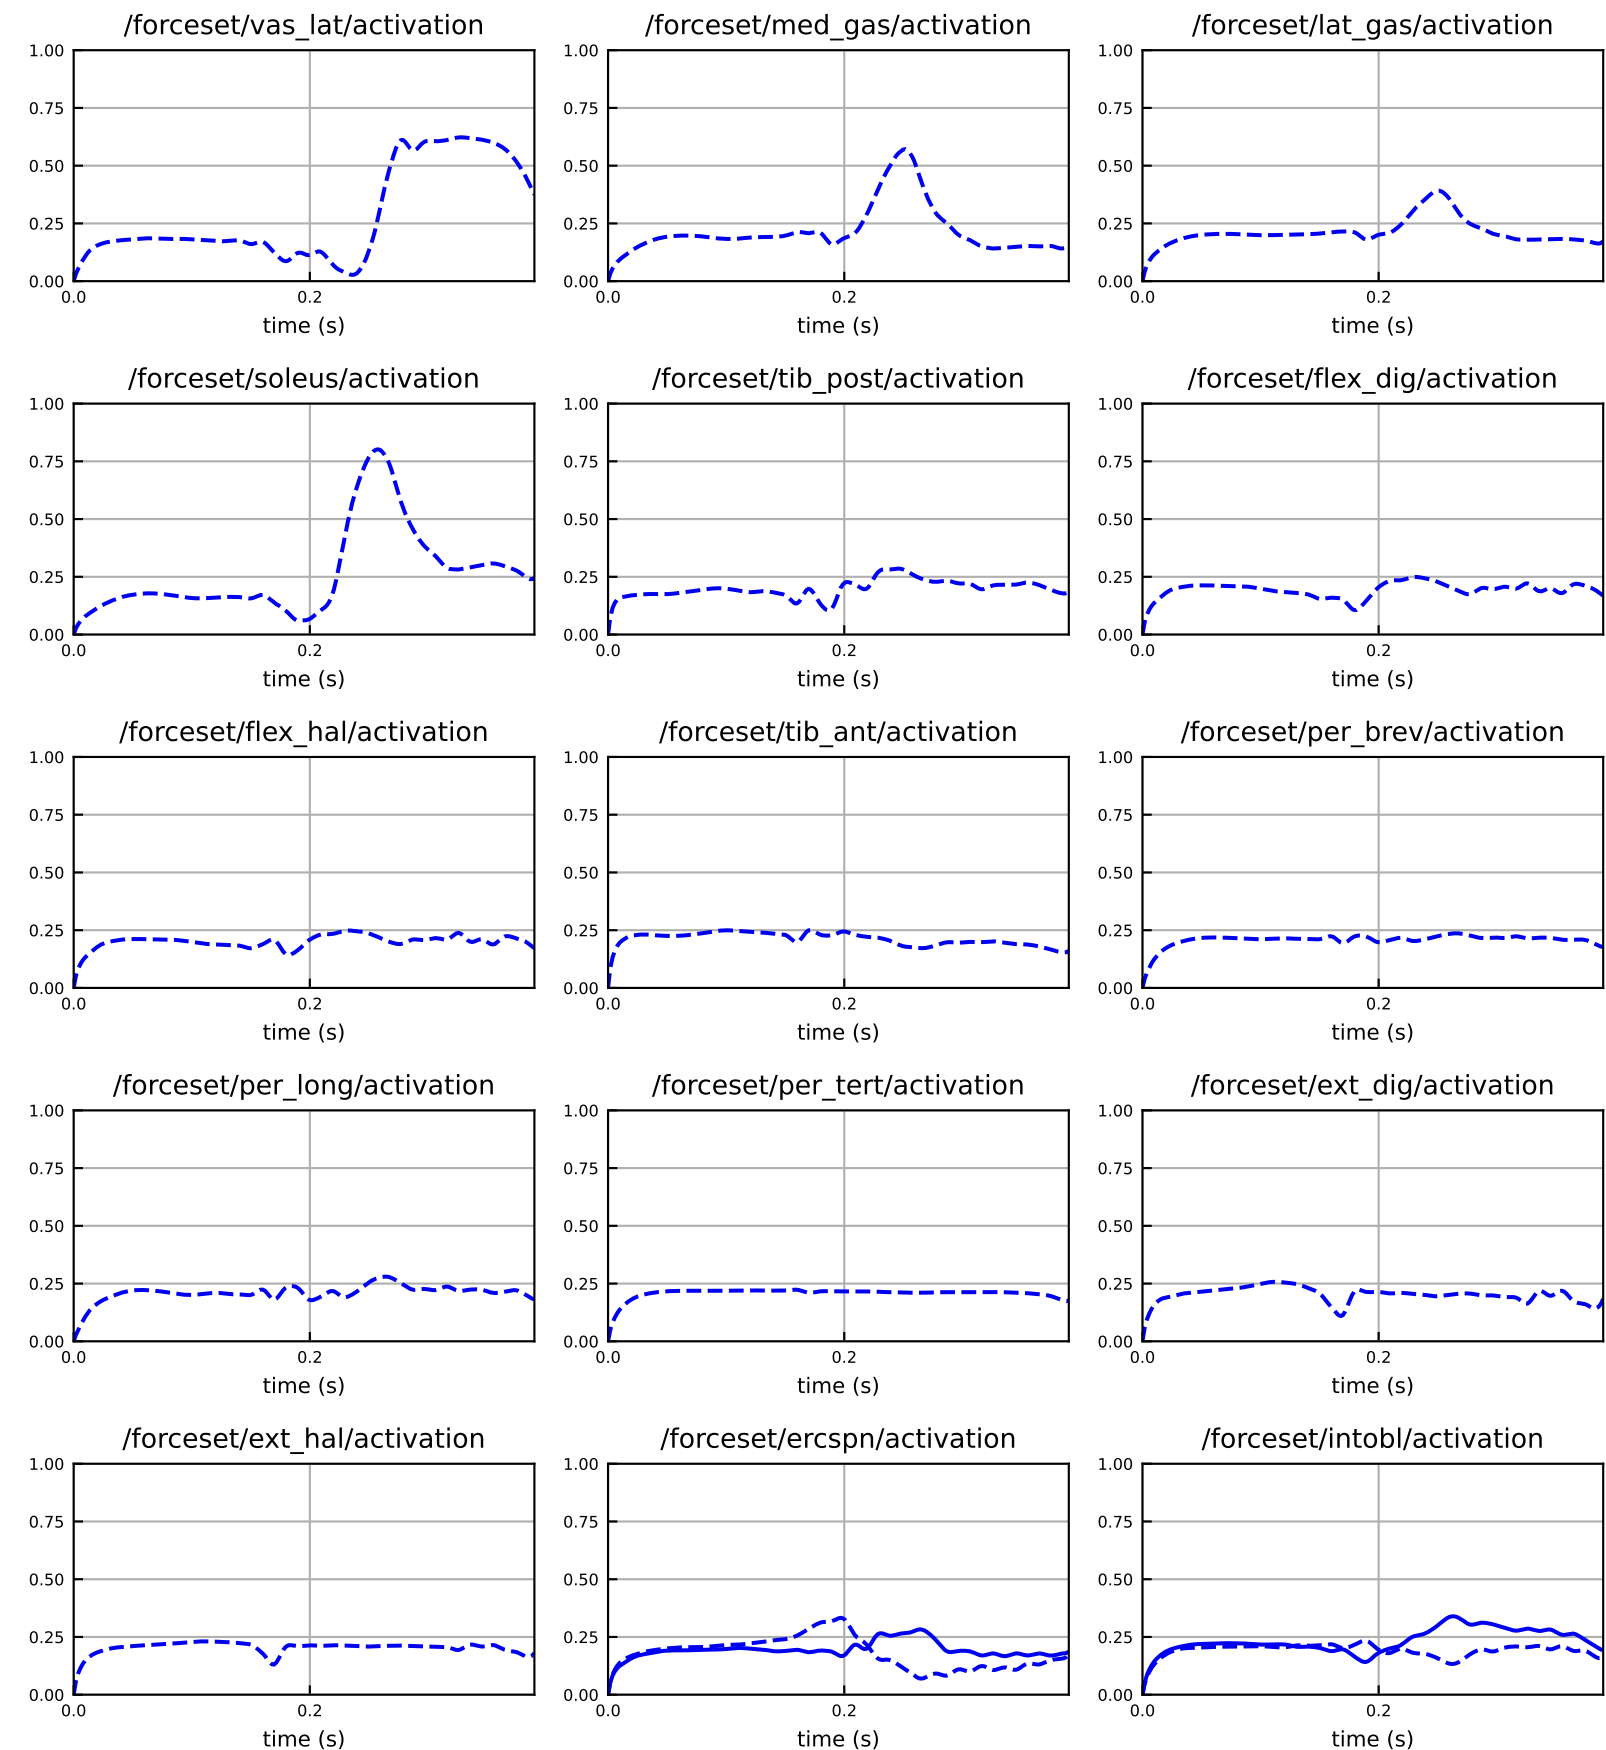 /forceset/vas_lat/activation /forceset/med_gas/activation /forceset/lat_gas/activation
1.00 1.00 1.00
0.75 0.75 0.75
0.50 0.50 0.50
0.25 0.25 0.25
0.00 0.00 0.00
0.0 0.2 0.0 0.2 0.0 0.2
time (s) time (s) time (s)
/forceset/soleus/activation /forceset/tib_post/activation /forceset/flex_dig/activation
1.00 1.00 1.00
0.75 0.75 0.75
0.50 0.50 0.50
0.25 0.25 0.25
0.00 0.00 0.00
0.0 0.2 0.0 0.2 0.0 0.2
time (s) time (s) time (s)
/forceset/flex_hal/activation /forceset/tib_ant/activation /forceset/per_brev/activation
1.00 1.00 1.00
0.75 0.75 0.75
0.50 0.50 0.50
0.25 0.25 0.25
0.00 0.00 0.00
0.0 0.2 0.0 0.2 0.0 0.2
time (s) time (s) time (s)
/forceset/per_long/activation /forceset/per_tert/activation /forceset/ext_dig/activation
1.00 1.00 1.00
0.75 0.75 0.75
0.50 0.50 0.50
0.25 0.25 0.25
0.00 0.00 0.00
0.0 0.2 0.0 0.2 0.0 0.2
time (s) time (s) time (s)
/forceset/ext_hal/activation /forceset/ercspn/activation /forceset/intobl/activation
1.00 1.00 1.00
0.75 0.75 0.75
0.50 0.50 0.50
0.25 0.25 0.25
0.00 0.00 0.00
0.0 0.2 0.0 0.2 0.0 0.2
time (s) time (s) time (s)